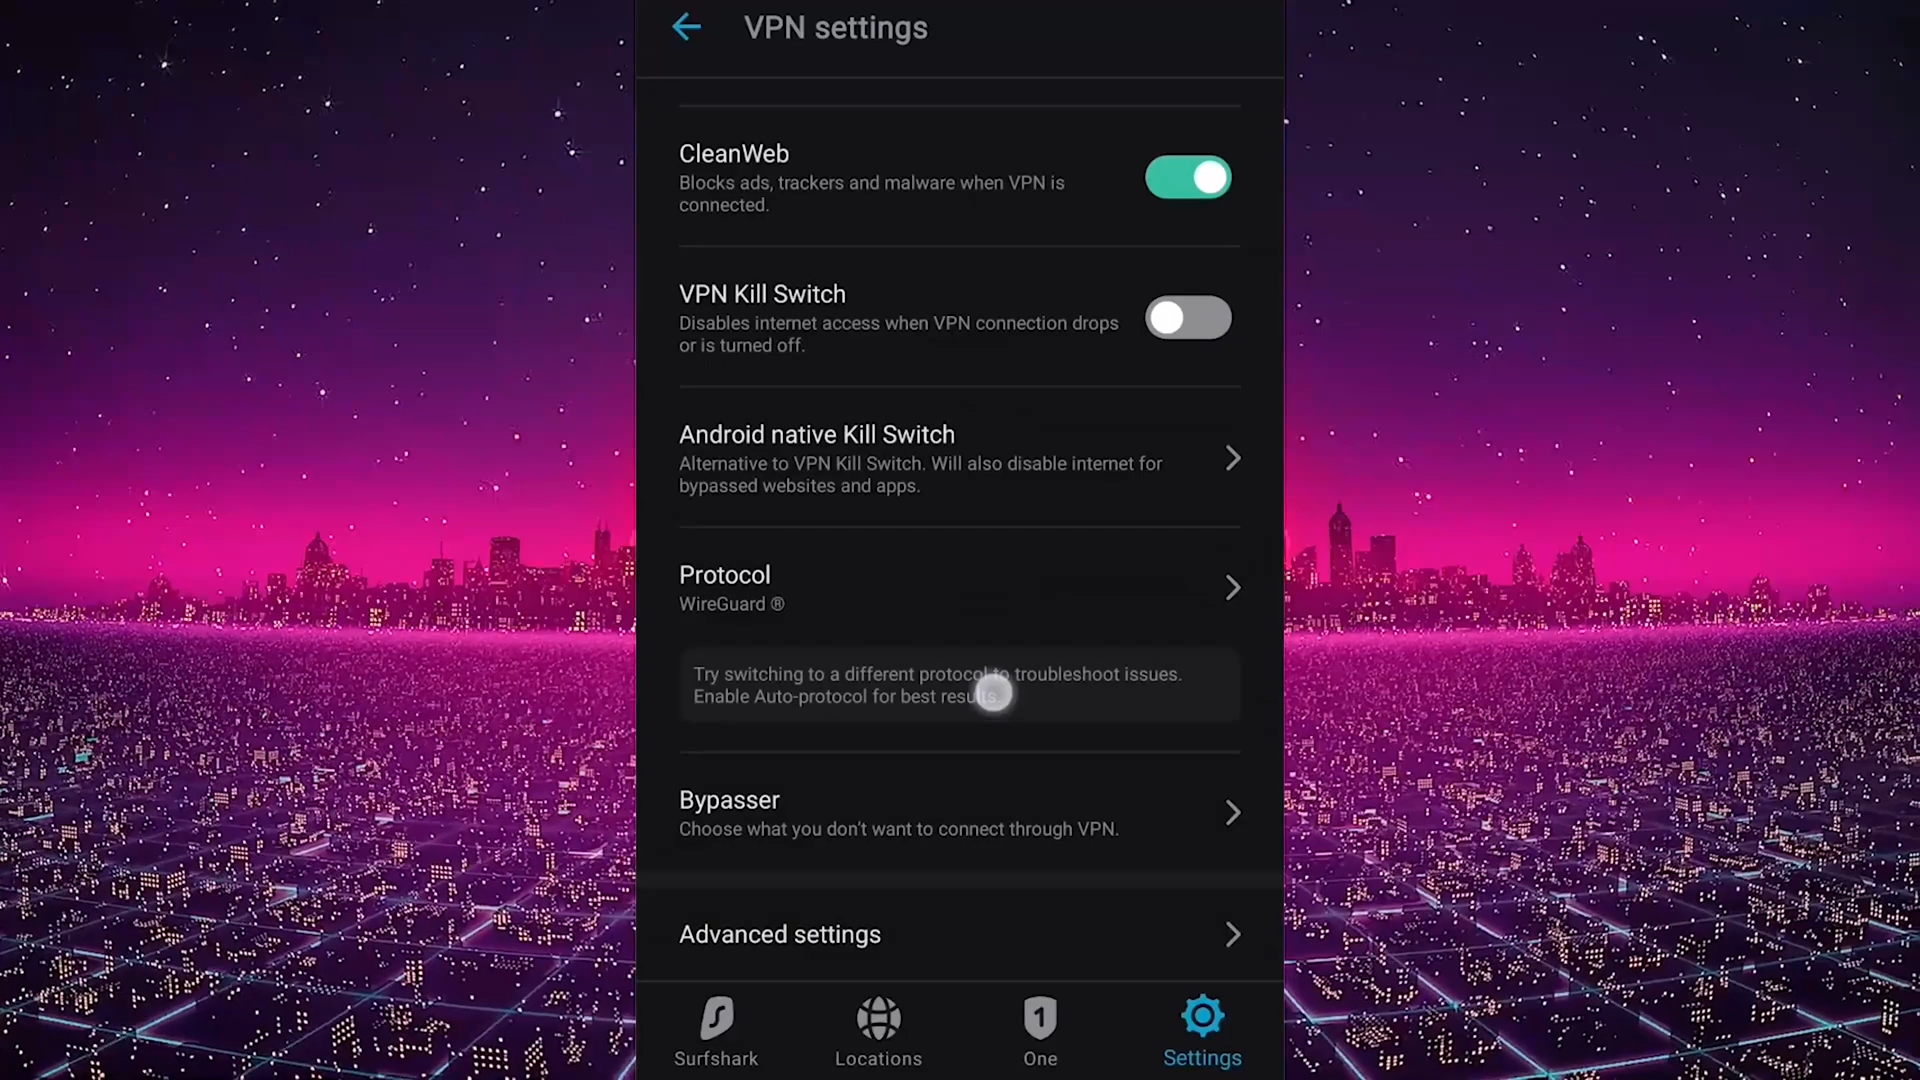 VPN settings
CleanWeb
Blocks ads, trackers and malware when VPN is
connected.
VPN Kill Switch
Disables internet access when VPN connection drops
or is turned off.
Android native Kill Switch
Alternative to VPN Kill Switch. Will also disable internet for
bypassed websites and apps.
Protocol
WireGuard ®
Try switching to a different protocol to troubleshoot issues.
Enable Auto-protocol for best results
Bypasser
Choose what you don't want to connect through VPN.
Advanced settings
Surfshark
Locations
1
One
Settings